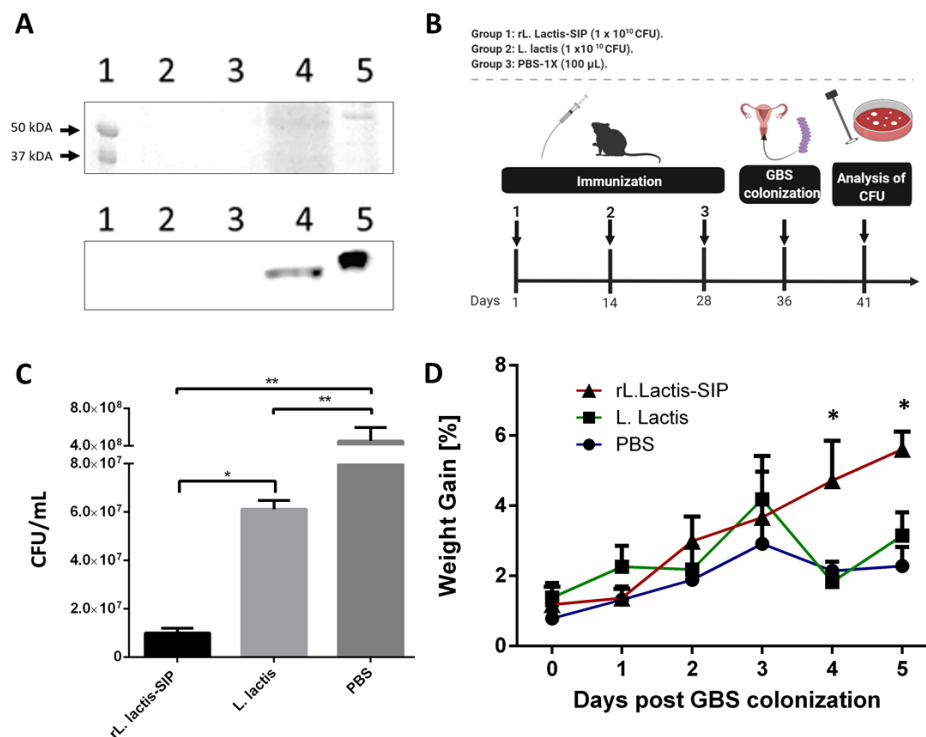 A
1 2 3 4 5
50 kDA
37 kDA
1 2 3 4 5
B
Group 1: rL. Lactis-SIP (1 x 10¹⁰ CFU).
Group 2: L. lactis (1 x10 ¹⁰ CFU).
Group 3: PBS-1X (100 µL).
Immunization
GBS
colonization
Analysis of
CFU
1 2 3
Days 1 14 28 36 41
C
**
**
*
8.0×10⁸
4.0×10⁸
8.0×10⁷
6.0×10⁷
4.0×10⁷
2.0×10⁷
0
CFU/mL
rL. lactis-SIP
L. lactis
PBS
D
8
6
4
2
0
Weight Gain [%]
rL.Lactis-SIP
L. Lactis
PBS
* *
0 1 2 3 4 5
Days post GBS colonization